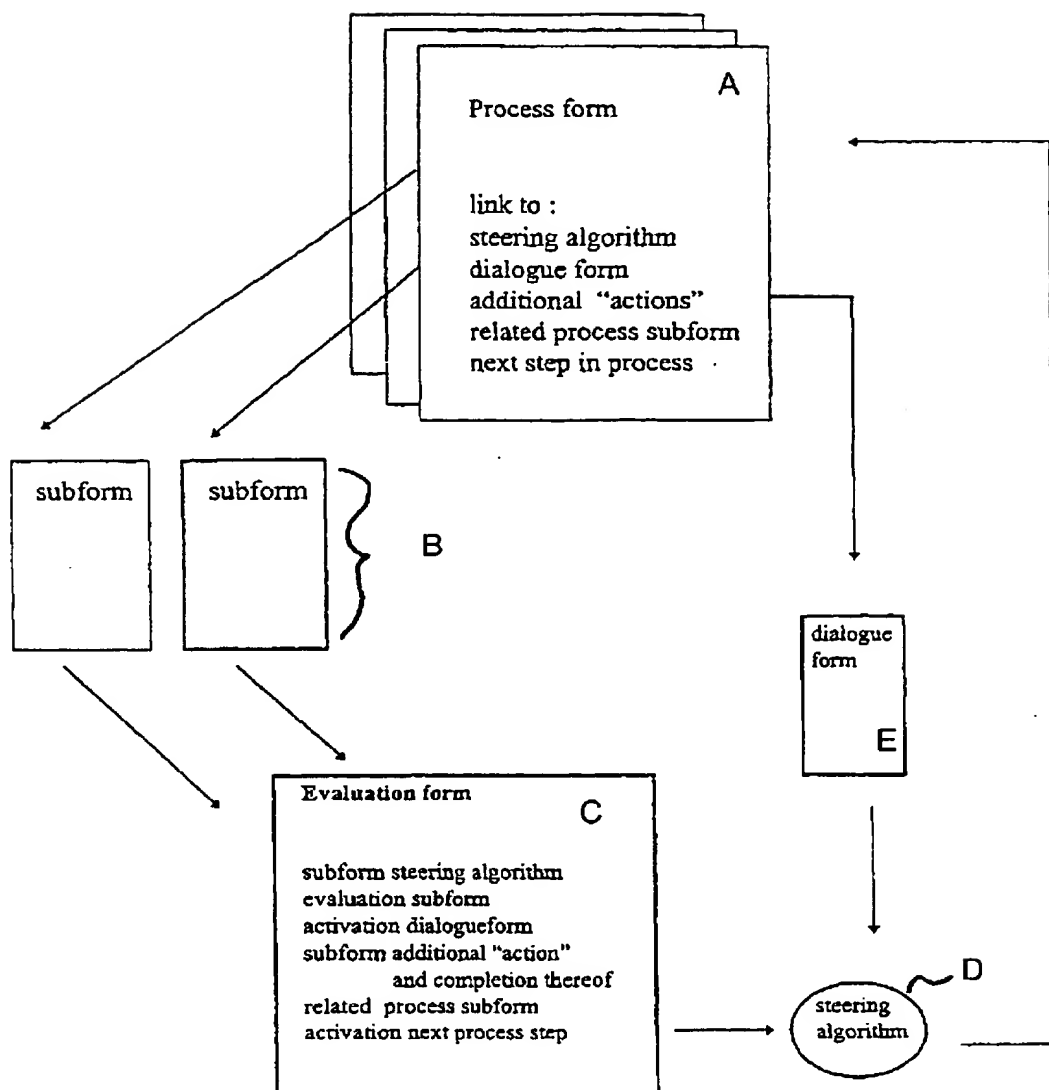 A
Process form
link to :
steering algorithm
dialogue form
additional “actions”
related process subform
next step in process
subform
subform
B
dialogue
form
E
Evaluation form
C
subform steering algorithm
evaluation subform
activation dialogueform
subform additional “action”
and completion thereof
related process subform
activation next process step
D
steering
algorithm